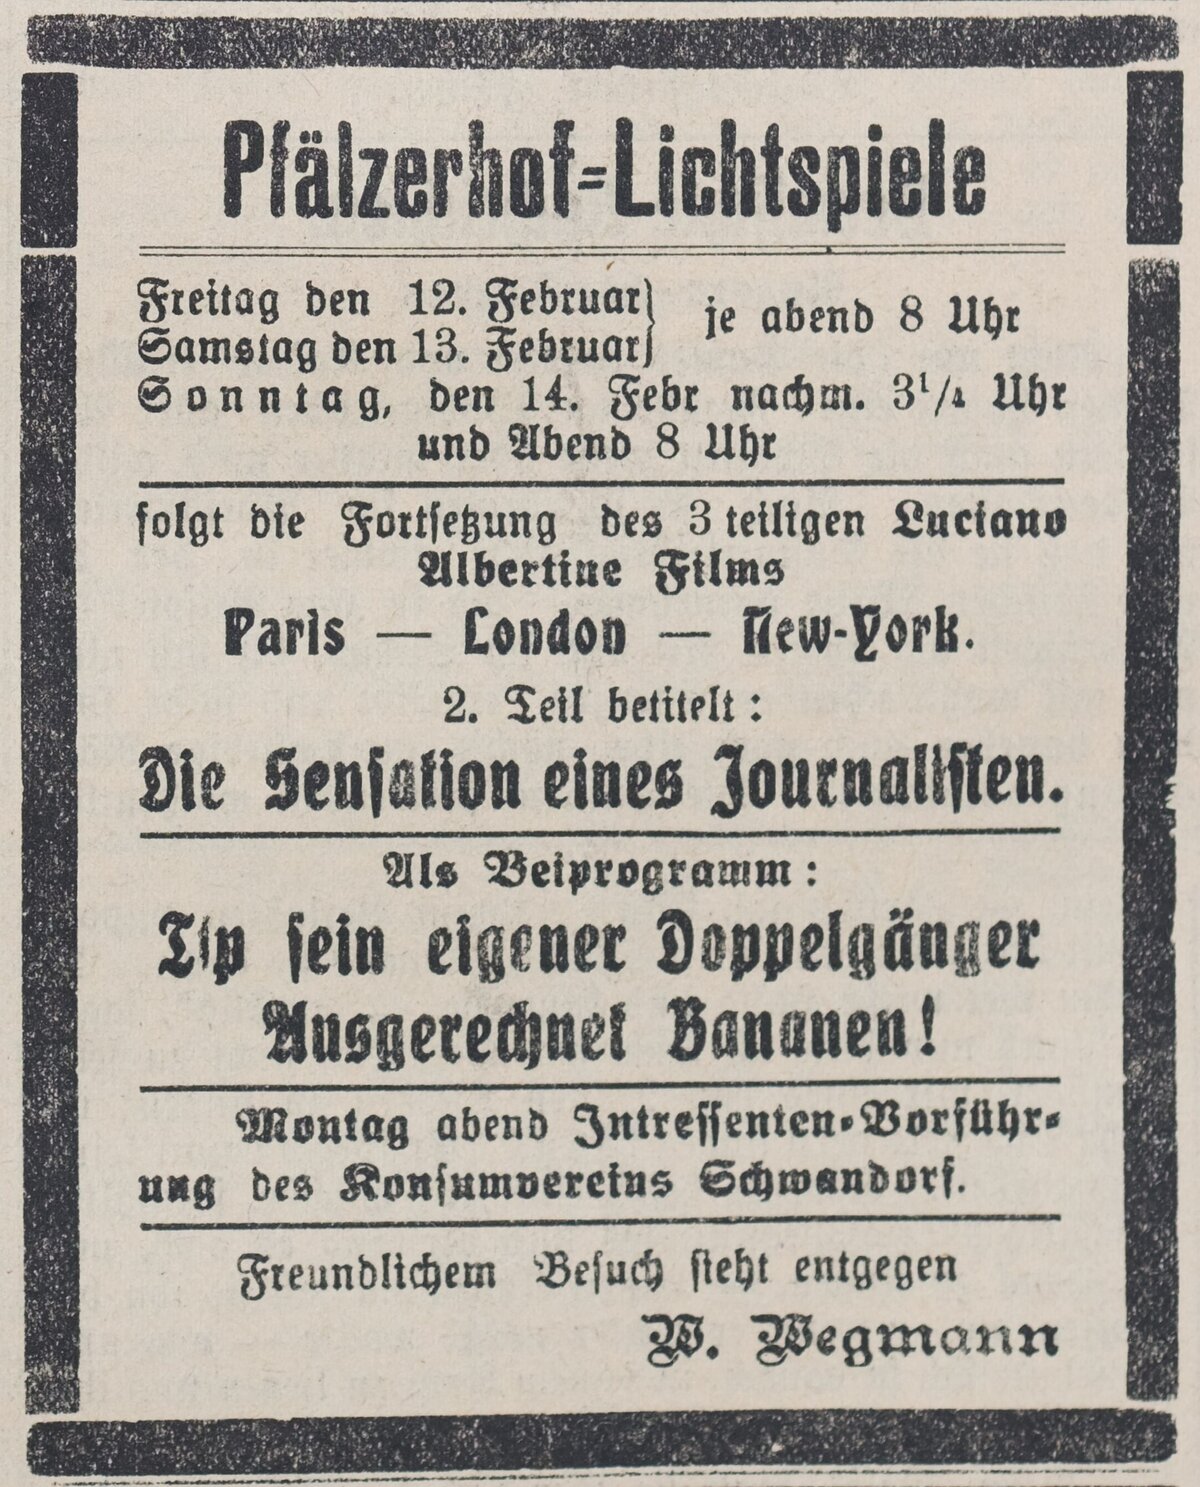 Pfälzerhof=Lichtspiele
Freitag den 12. Februar} je abend 8 Uhr
Samstag den 13. Februar}
Sonntag, den 14. Febr nachm. 3¹/₄ Uhr
und Abend 8 Uhr
folgt die Fortsetzung des 3 teiligen Luciano
Albertine Films
Paris — London — New-York.
2. Teil betitelt :
Die Sensation eines Journalisten.
Als Beiprogramm :
Tip sein eigener Doppelgänger
Ausgerechnet Bananen!
Montag abend Intressenten-Vorführ-
ung des Konsumvereins Schwandorf.
Freundlichem Besuch sieht entgegen
W. Wegmann